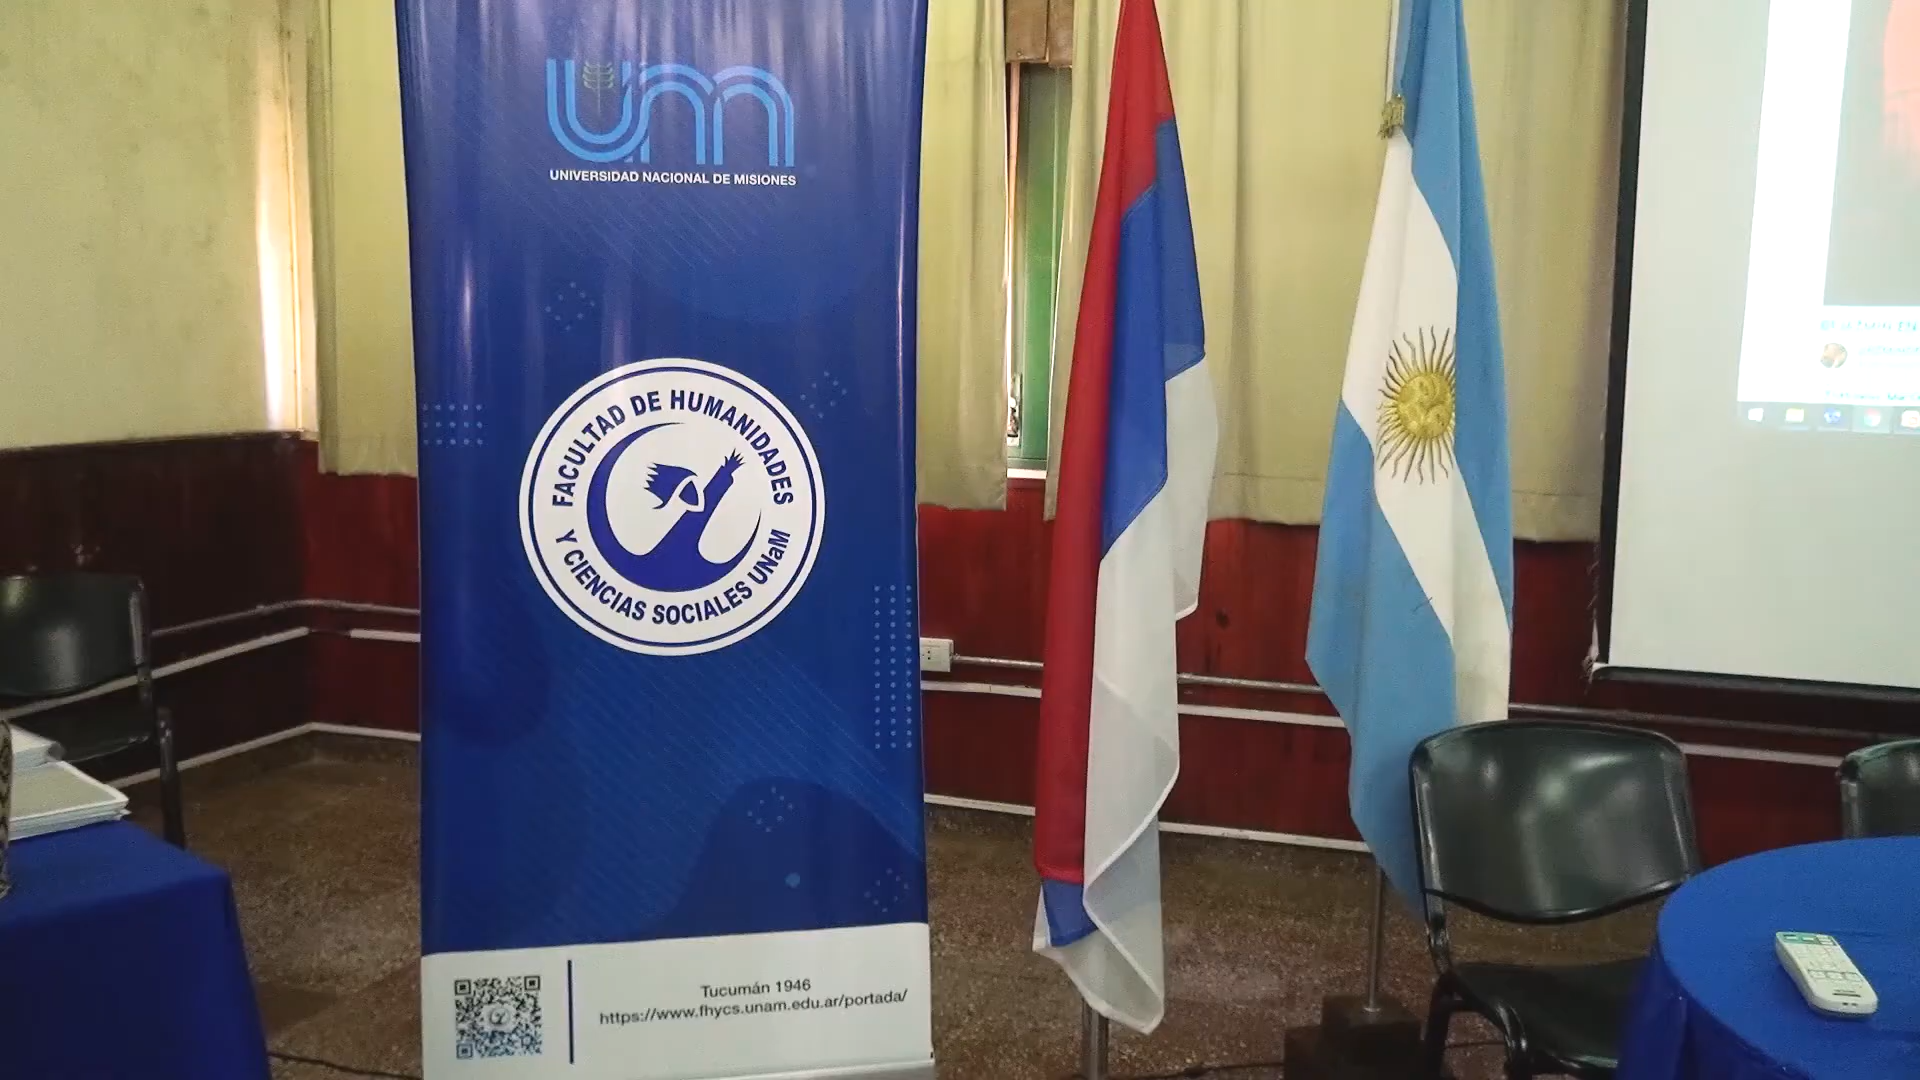 unm
UNIVERSIDAD NACIONAL DE MISIONES
FACULTAD DE HUMANIDADES
Y CIENCIAS SOCIALES UNaM
Tucumán 1946
https://www.fhycs.unam.edu.ar/portada/